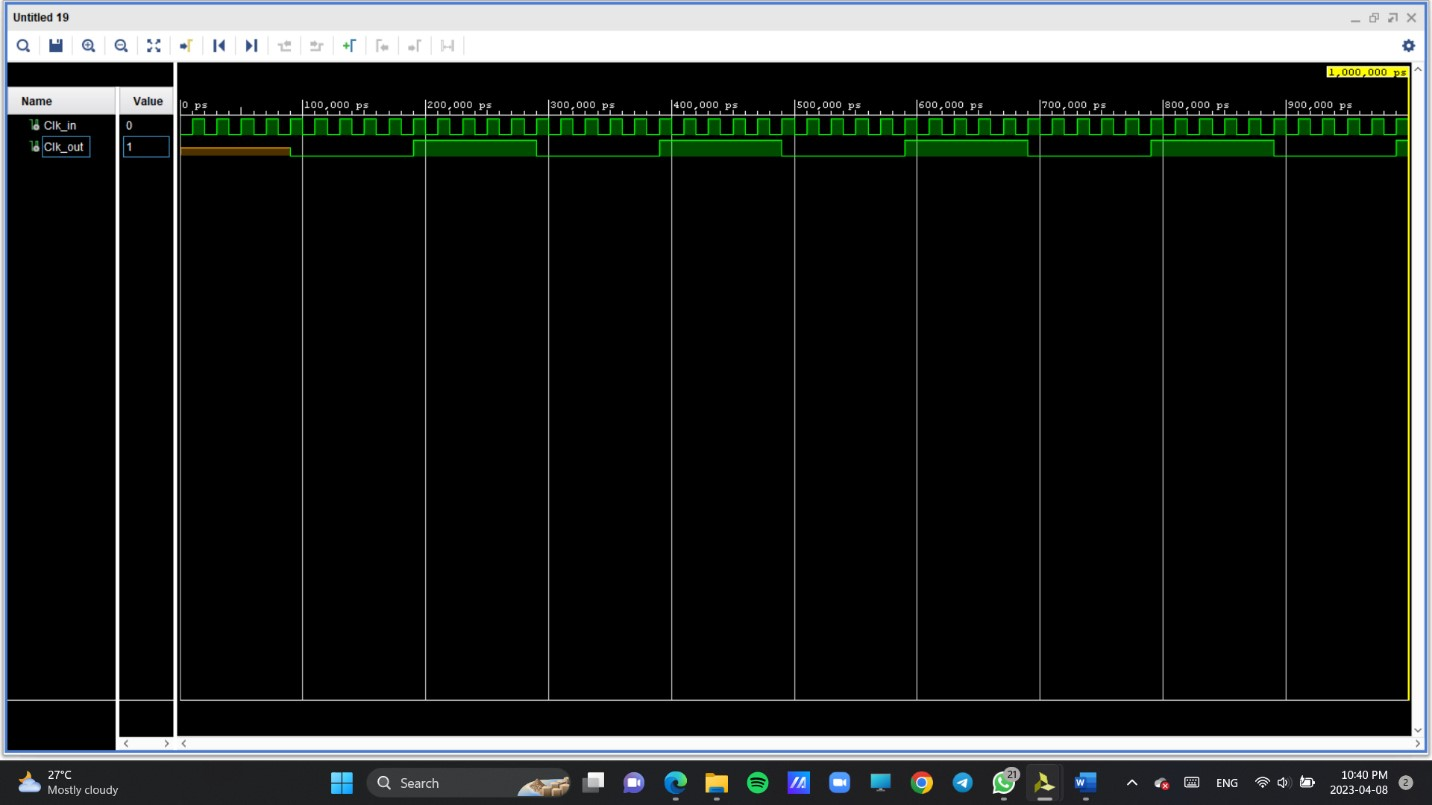 Untitled 19
1,000,000 ps
Name Value
0 ps 100,000 ps 200,000 ps 300,000 ps 400,000 ps 500,000 ps 600,000 ps 700,000 ps 800,000 ps 900,000 ps
Clk_in 0
Clk_out 1
27°C
Mostly cloudy
Search
21
ENG
10:40 PM
2023-04-08
2